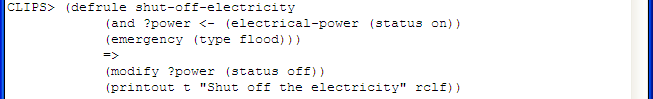 CLIPS> (defrule shut-off-electricity
(and ?power <- (electrical-power (status on))
(emergency (type flood)))
=>
(modify ?power (status off))
(printout t "Shut off the electricity" rclf))